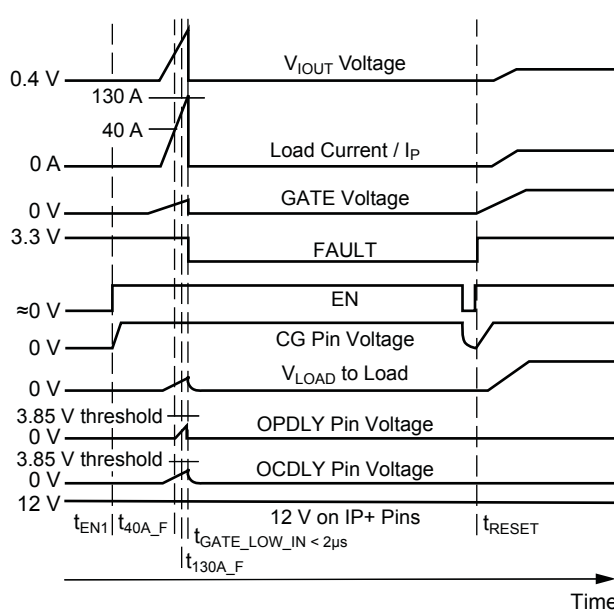 0.4 V
V_IOUT Voltage
130 A
40 A
0 A
Load Current / I_P
0 V
GATE Voltage
3.3 V
FAULT
≈0 V
EN
0 V
CG Pin Voltage
0 V
V_LOAD to Load
3.85 V threshold
0 V
OPDLY Pin Voltage
3.85 V threshold
0 V
OCDLY Pin Voltage
12 V
12 V on IP+ Pins
t_EN1
t_40A_F
t_GATE_LOW_IN < 2µs
t_RESET
t_130A_F
Time